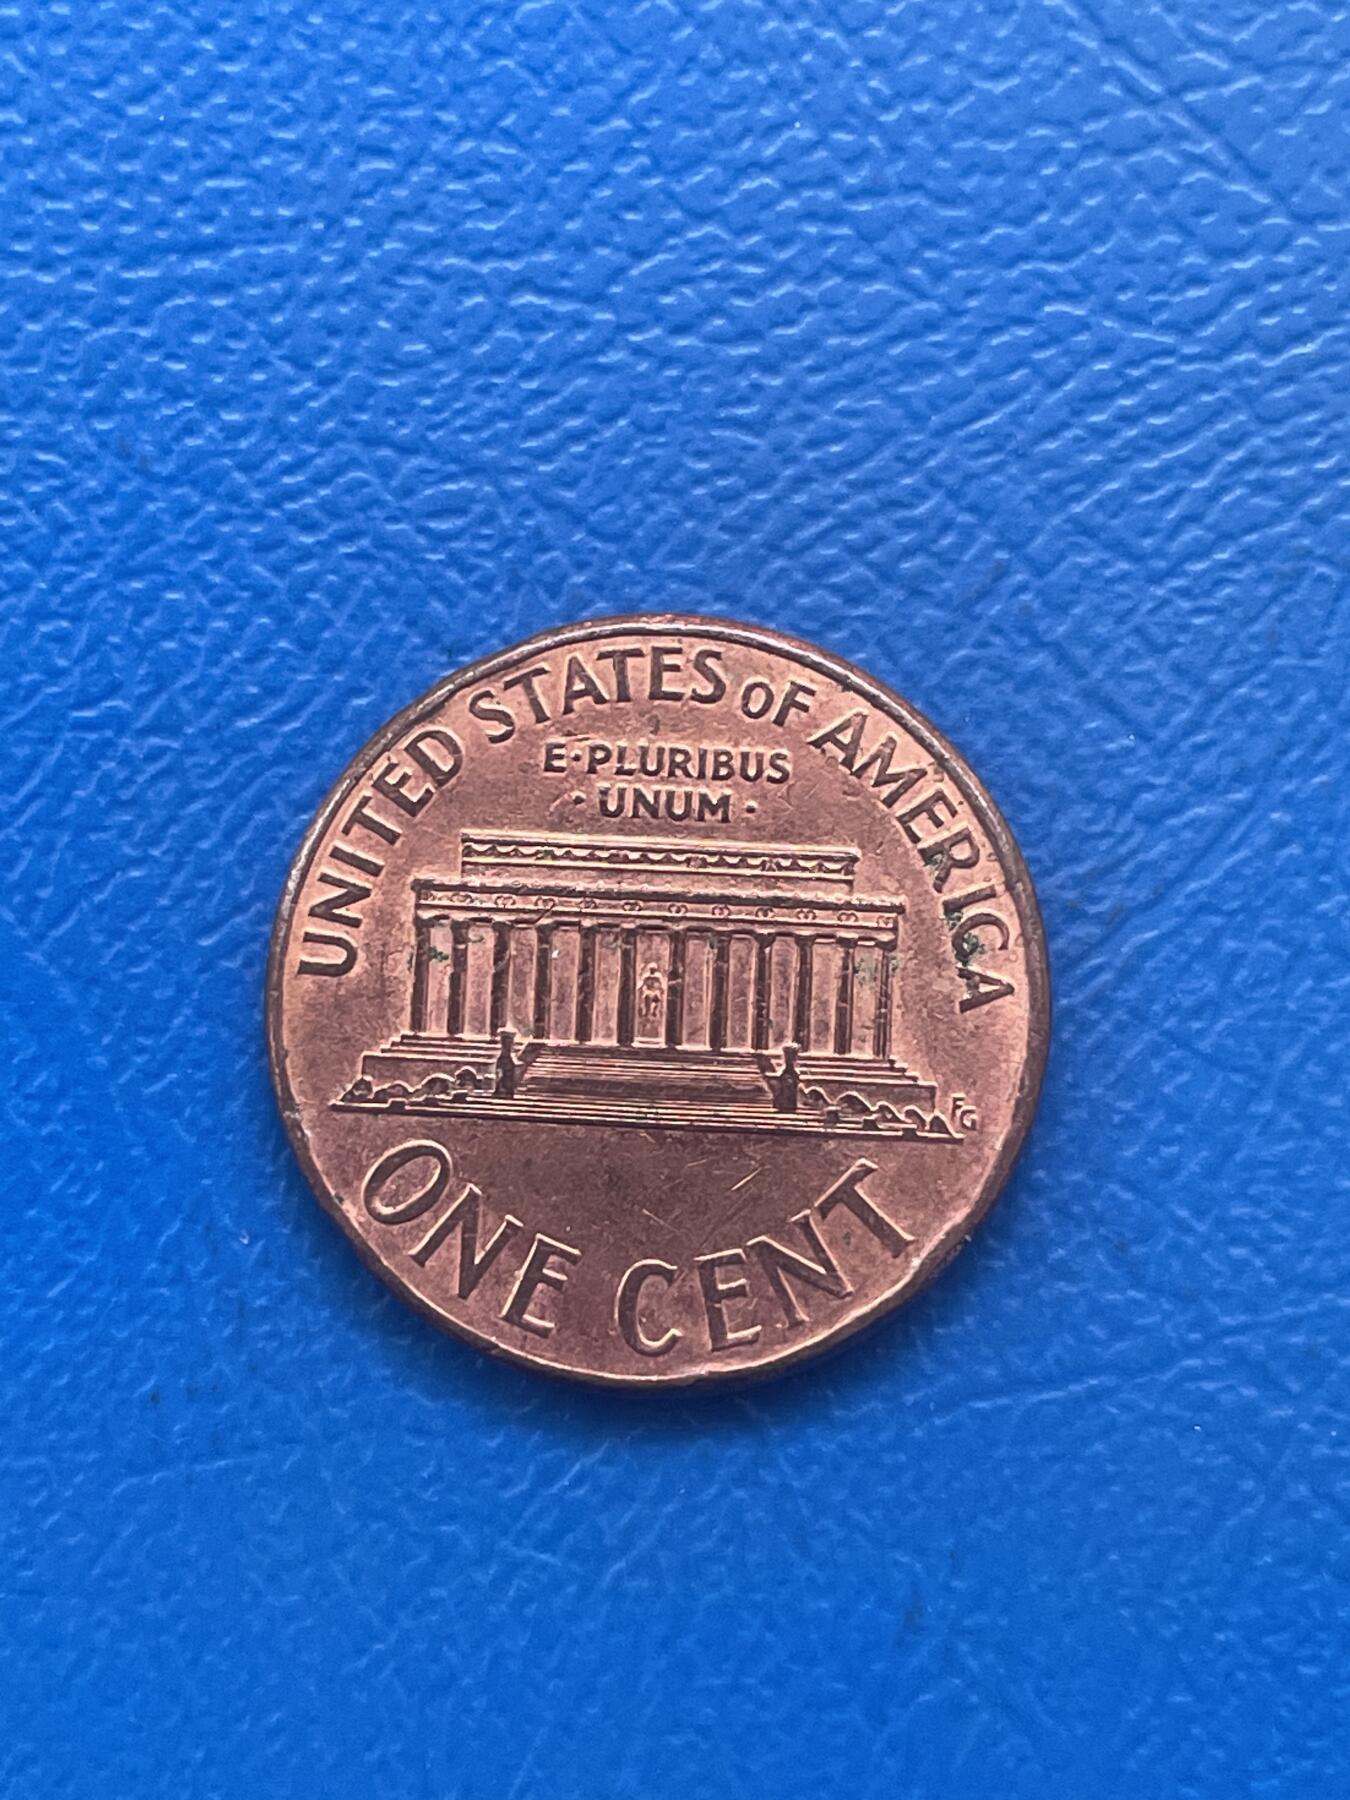 UNITED STATES OF AMERICA
E·PLURIBUS
·UNUM·
FG
ONE CENT